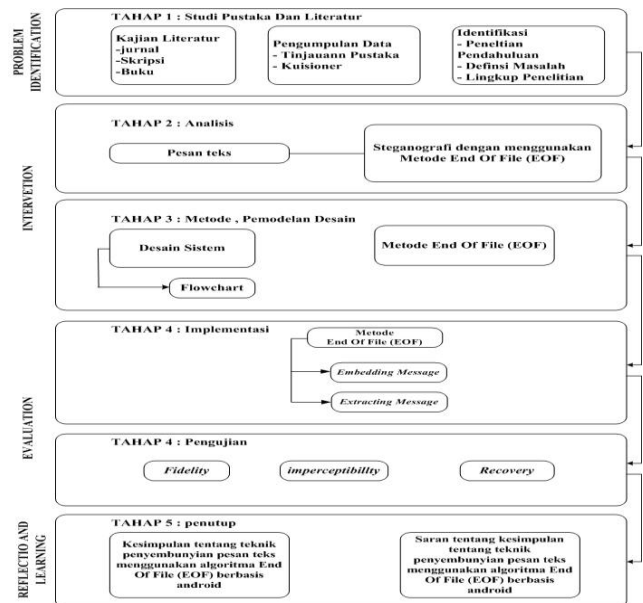 PROBLEM
IDENTIFICATION
TAHAP 1 : Studi Pustaka Dan Literatur
Kajian Literatur
-jurnal
-Skripsi
-Buku
Pengumpulan Data
- Tinjauann Pustaka
- Kuisioner
Identifikasi
- Peneltian
Pendahuluan
- Definsi Masalah
- Lingkup Penelitian
INTERVETION
TAHAP 2 : Analisis
Pesan teks
Steganografi dengan menggunakan
Metode End Of File (EOF)
TAHAP 3 : Metode , Pemodelan Desain
Desain Sistem
Flowchart
Metode End Of File (EOF)
EVALUATION
TAHAP 4 : Implementasi
Metode
End Of File (EOF)
Embedding Message
Extracting Message
TAHAP 4 : Pengujian
Fidelity
imperceptibility
Recovery
REFLECTIO AND
LEARNING
TAHAP 5 : penutup
Kesimpulan tentang teknik
penyembunyian pesan teks
menggunakan algoritma End
Of File (EOF) berbasis
android
Saran tentang kesimpulan
tentang teknik
penyembunyian pesan teks
menggunakan algoritma End
Of File (EOF) berbasis
android